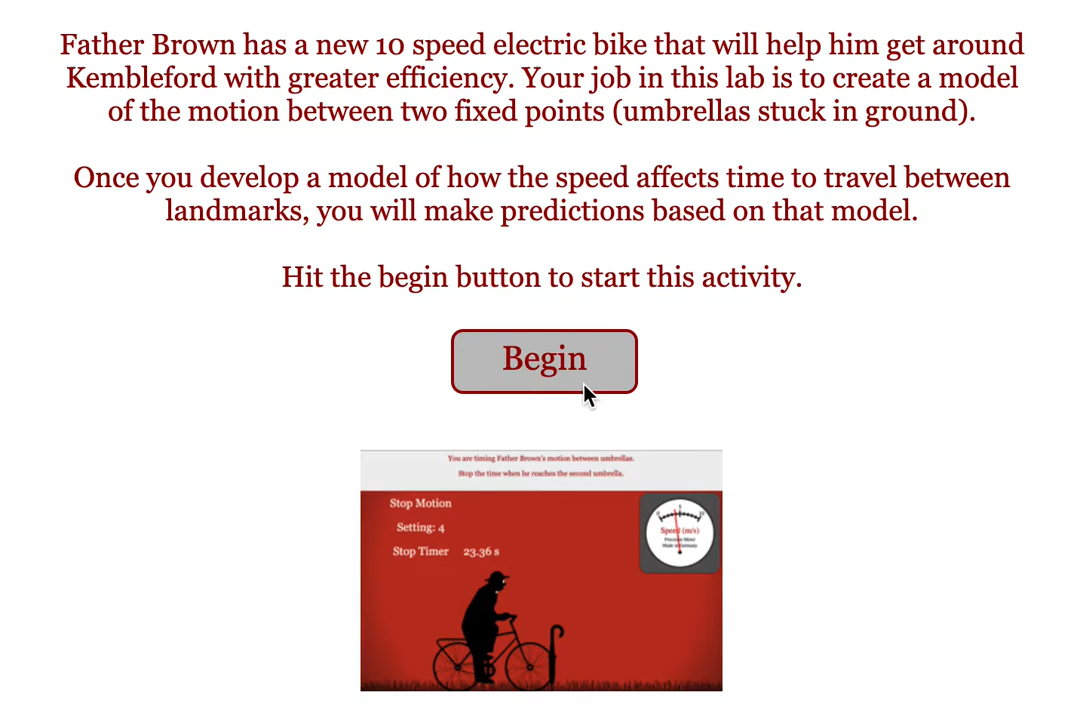 Father Brown has a new 10 speed electric bike that will help him get around
Kembleford with greater efficiency. Your job in this lab is to create a model
of the motion between two fixed points (umbrellas stuck in ground).
Once you develop a model of how the speed affects time to travel between
landmarks, you will make predictions based on that model.
Hit the begin button to start this activity.
Begin
You are timing Father Brown's motion between umbrellas.
Stop the time when he reaches the second umbrella.
Stop Motion
Setting: 4
Stop Timer 23.36 s
Speed (m/s)
Made in Germany